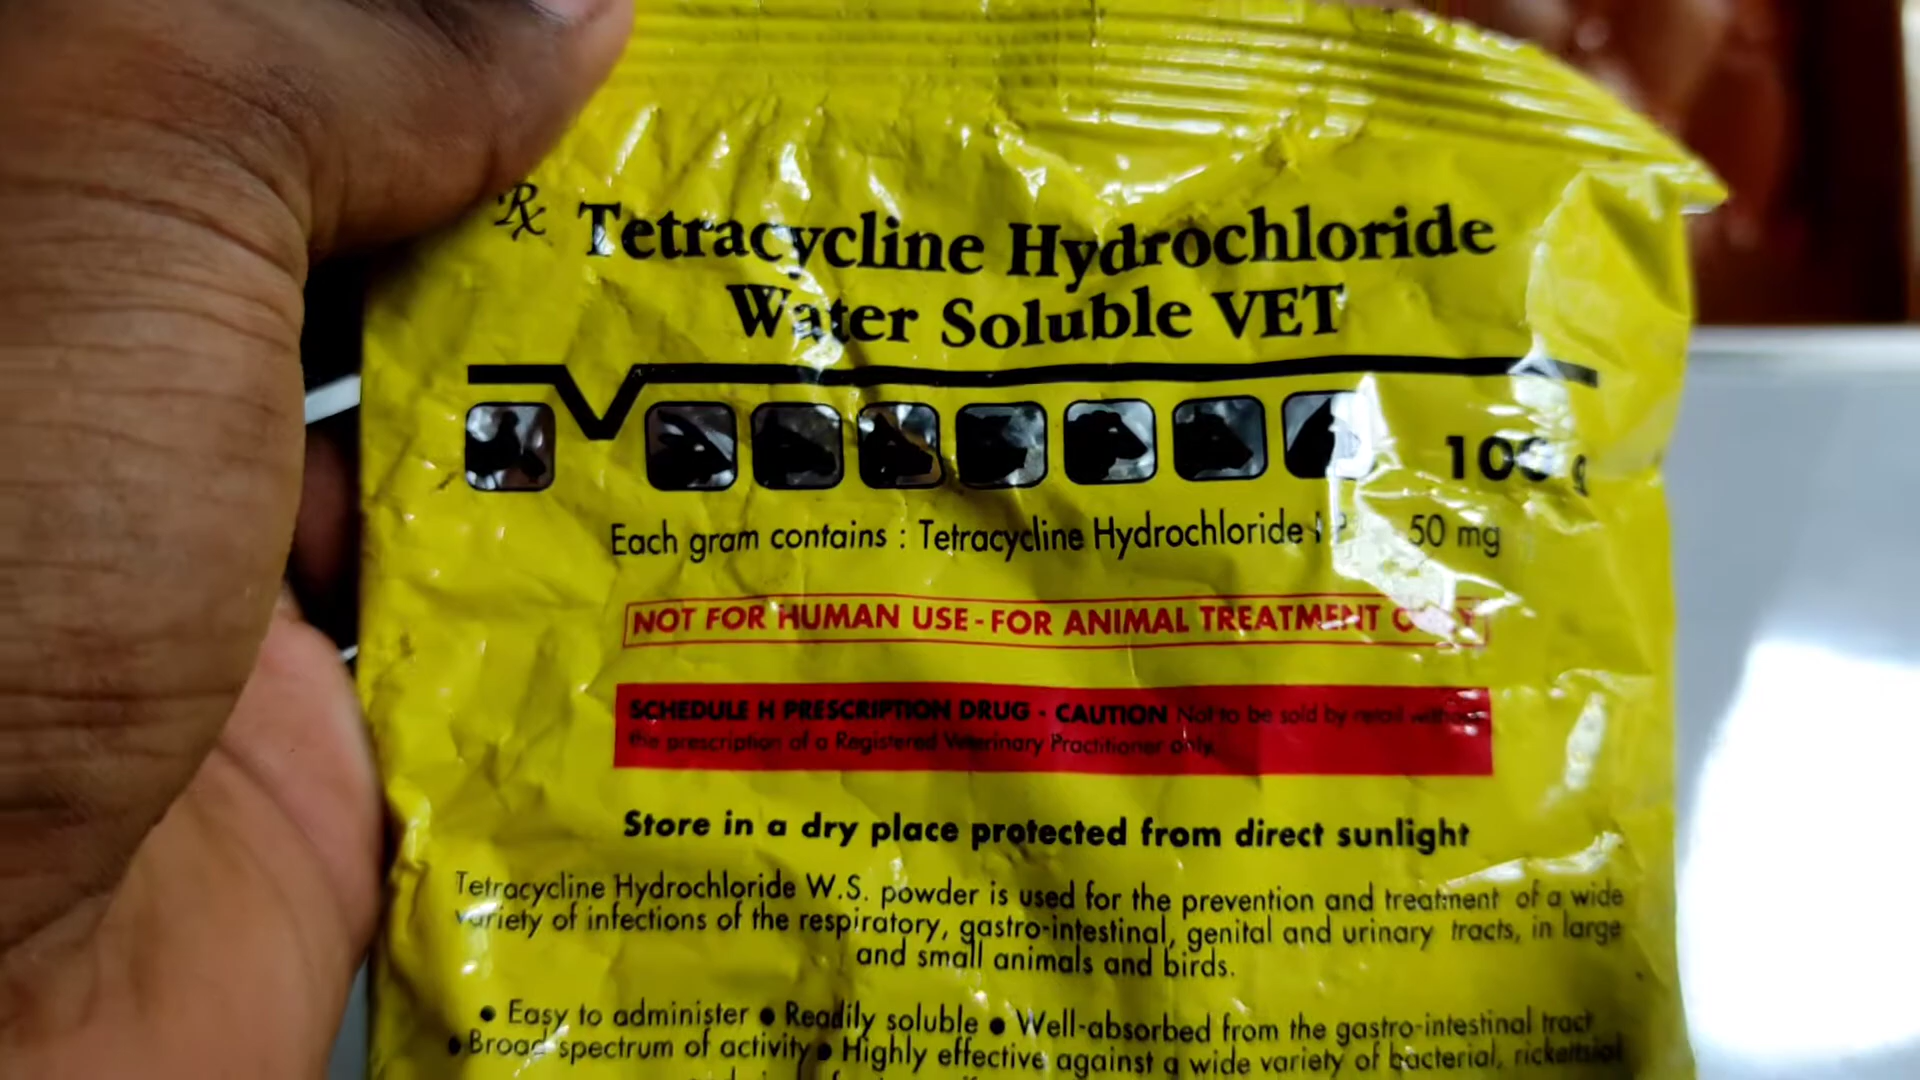 Rx Tetracycline Hydrochloride
Water Soluble VET
100 g
Each gram contains : Tetracycline Hydrochloride 50 mg
NOT FOR HUMAN USE - FOR ANIMAL TREATMENT
SCHEDULE H PRESCRIPTION DRUG - CAUTION Not to be sold by retail without
the prescription of a Registered Veterinary Practitioner only.
Store in a dry place protected from direct sunlight
Tetracycline Hydrochloride W.S. powder is used for the prevention and treatment of a wide
variety of infections of the respiratory, gastro-intestinal, genital and urinary tracts, in large
and small animals and birds.
• Easy to administer • Readily soluble • Well-absorbed from the gastro-intestinal tract
• Broad spectrum of activity • Highly effective against a wide variety of bacterial, rickettsial